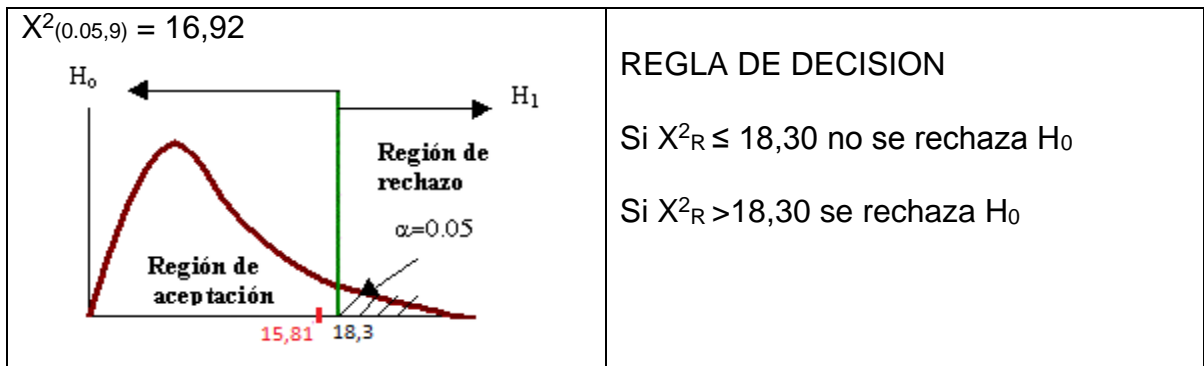 X²(0.05,9) = 16,92
Hₒ
H₁
Región de
rechazo
α=0.05
Región de
aceptación
15,81 18,3
REGLA DE DECISION
Si X²R ≤ 18,30 no se rechaza H₀
Si X²R >18,30 se rechaza H₀